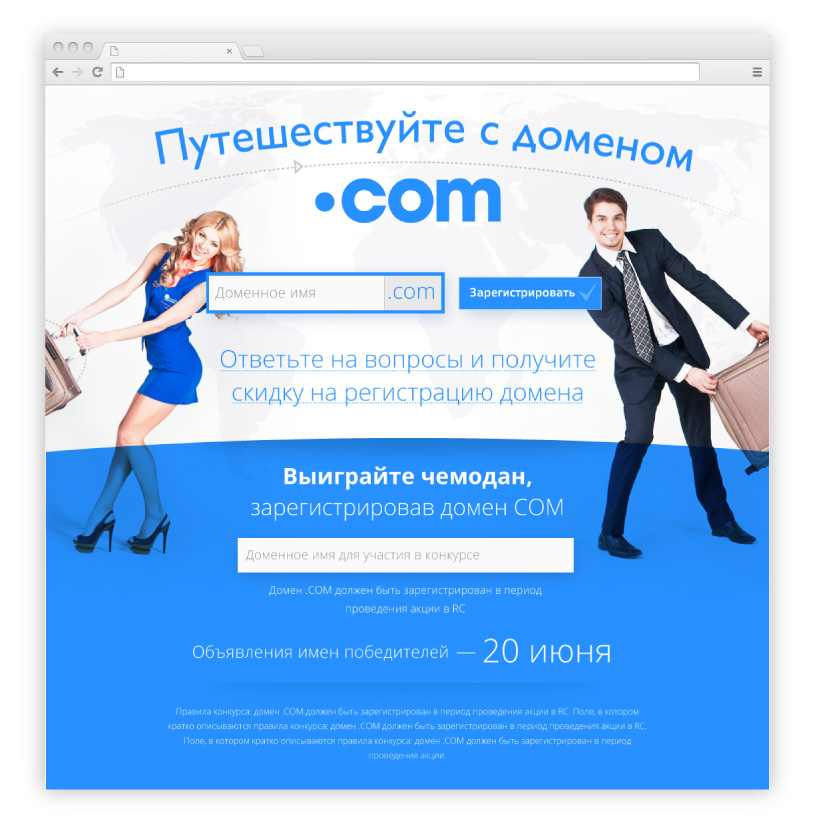 Путешествуйте с доменом
.com
Доменное имя .com Зарегистрировать
Ответьте на вопросы и получите
скидку на регистрацию домена
Выиграйте чемодан,
зарегистрировав домен COM
Доменное имя для участия в конкурсе
Домен .COM должен быть зарегистрирован в период
проведения акции в RC
Объявления имен победителей — 20 июня
Правила конкурса: домен .COM должен быть зарегистрирован в период проведения акции в RC. Поле, в котором
кратко описываются правила конкурса: домен .COM должен быть зарегистрирован в период проведения акции в RC.
Поле, в котором кратко описываются правила конкурса: домен .COM должен быть зарегистрирован в период
проведения акции.